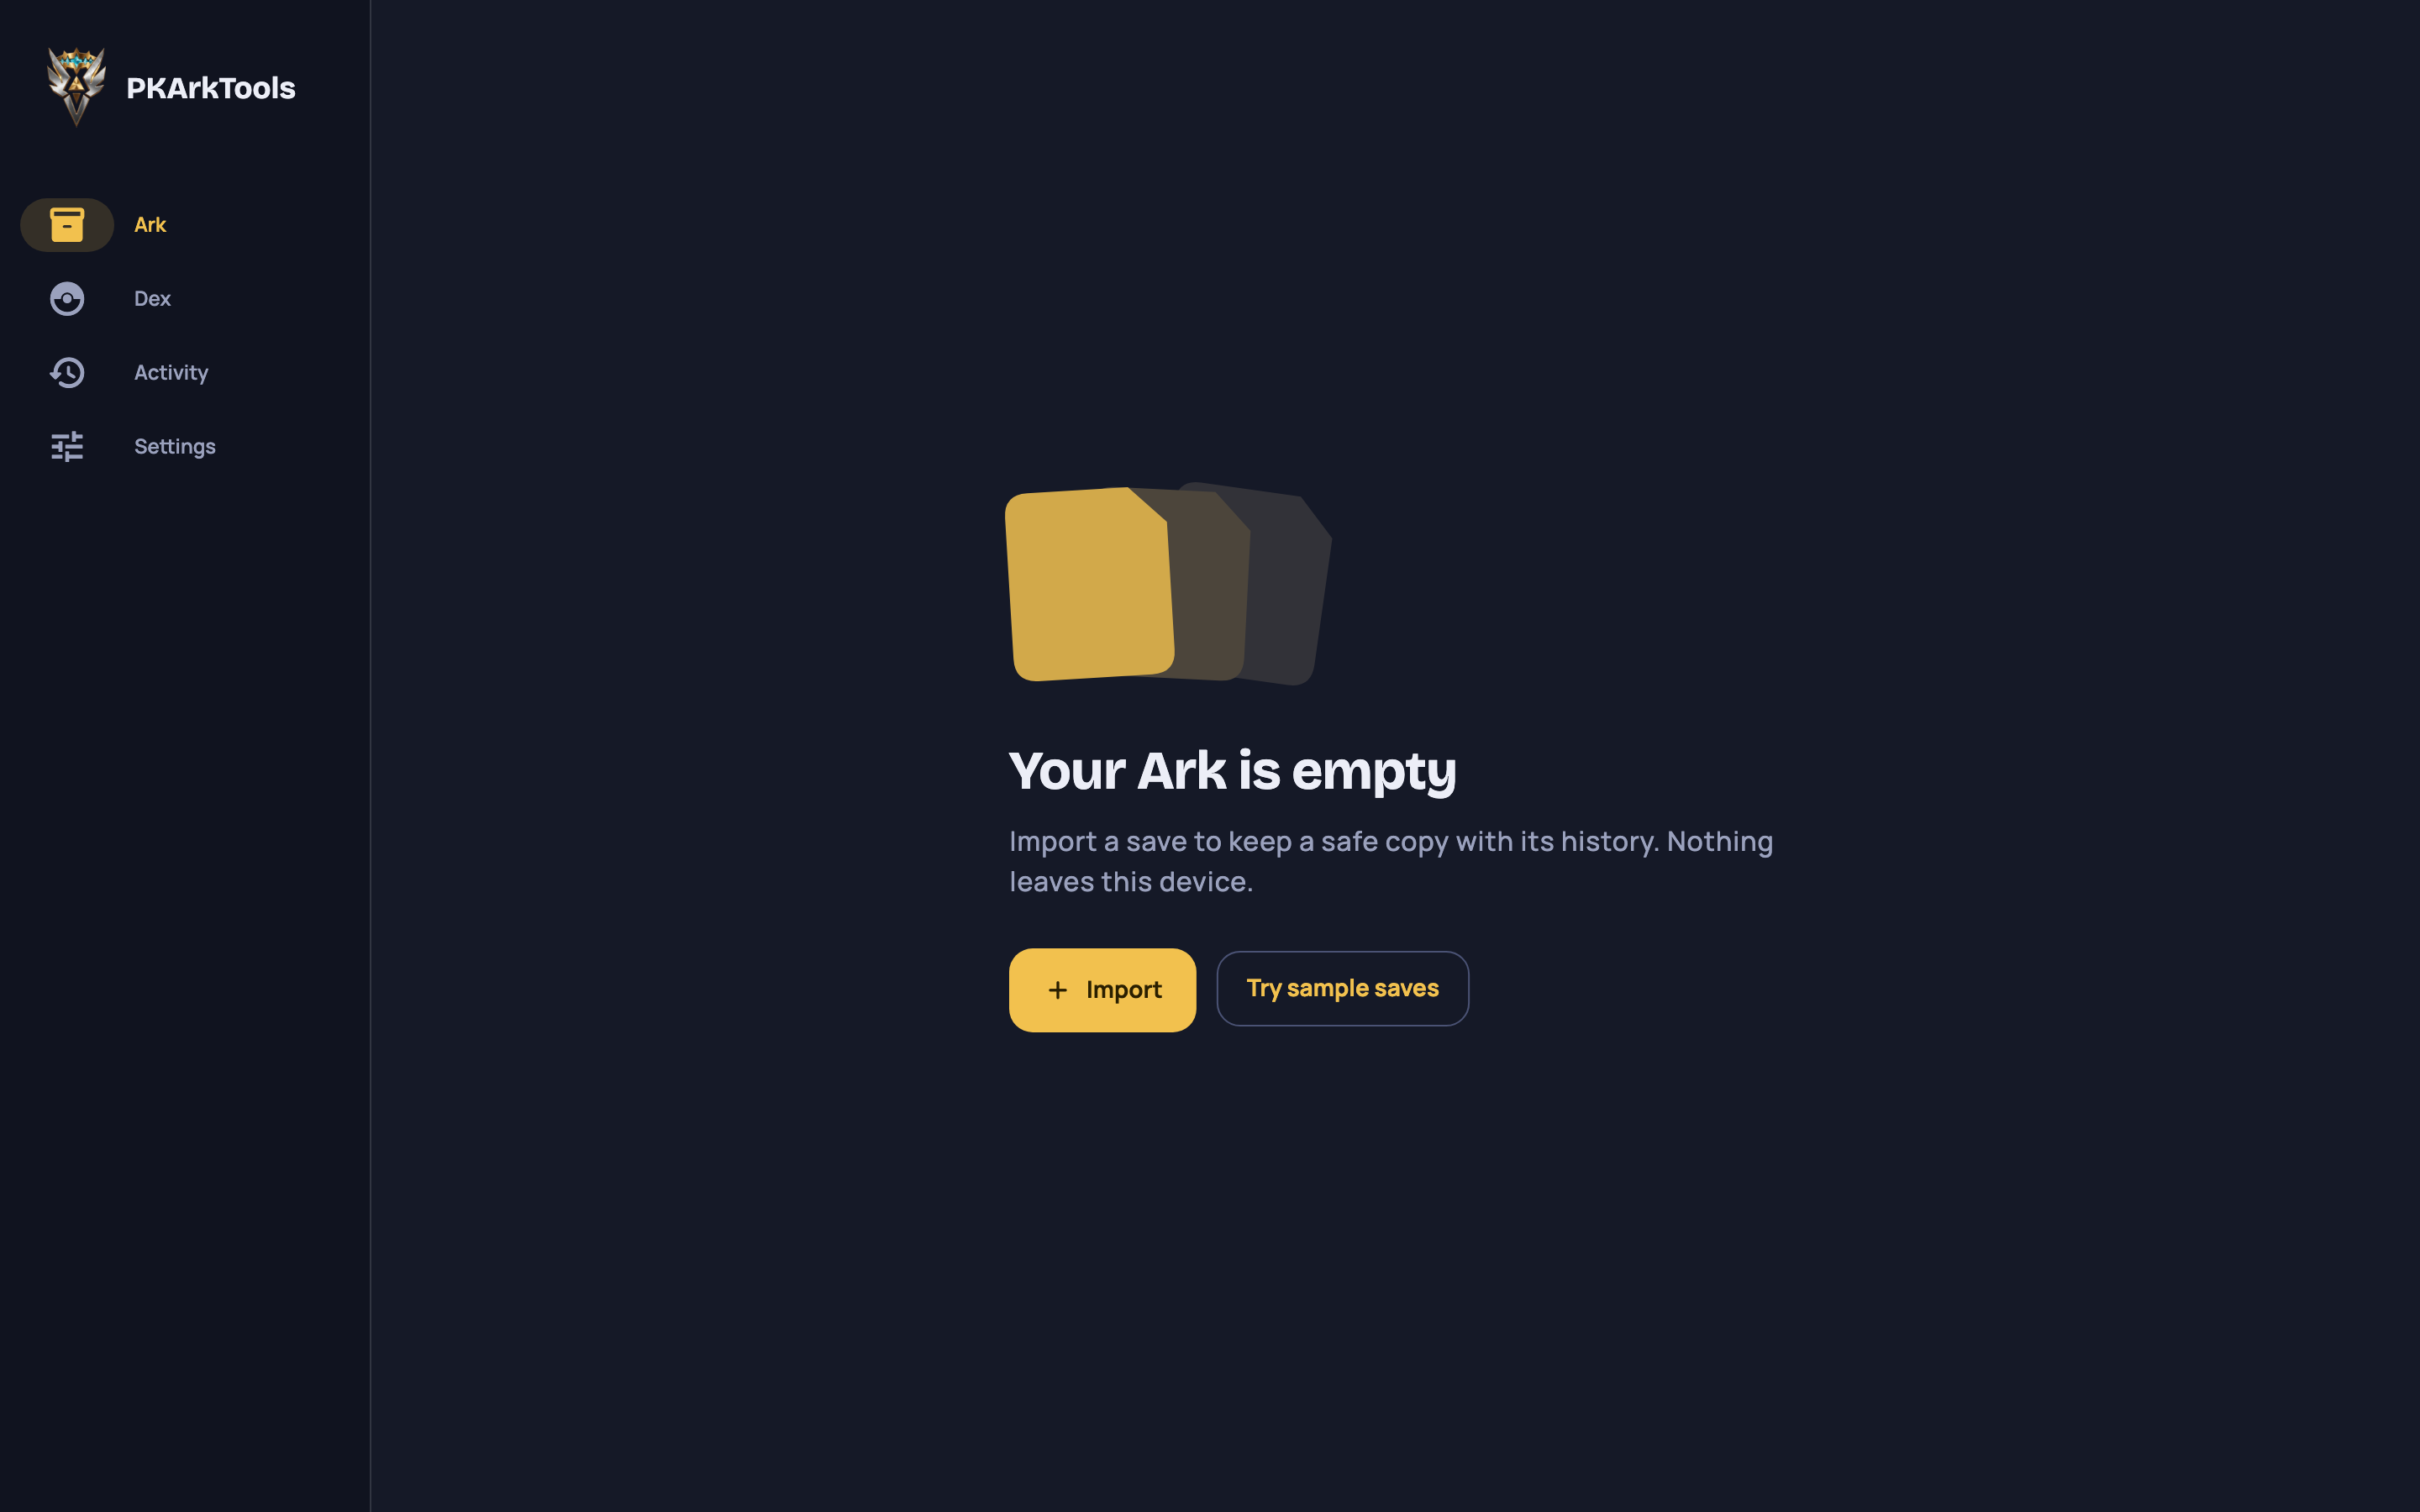 PKArkTools
Ark
Dex
Activity
Settings
Your Ark is empty
Import a save to keep a safe copy with its history. Nothing
leaves this device.
Import
Try sample saves